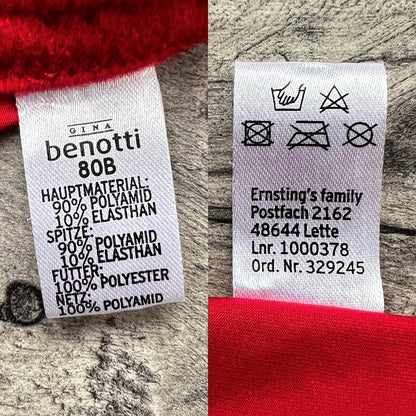 GINA
benotti
80B
HAUPTMATERIAL:
90% POLYAMID
10% ELASTHAN
SPITZE:
90% POLYAMID
10% ELASTHAN
FUTTER:
100% POLYESTER
NETZ:
100% POLYAMID
Ernsting's family
Postfach 2162
48644 Lette
Lnr. 1000378
Ord. Nr. 329245